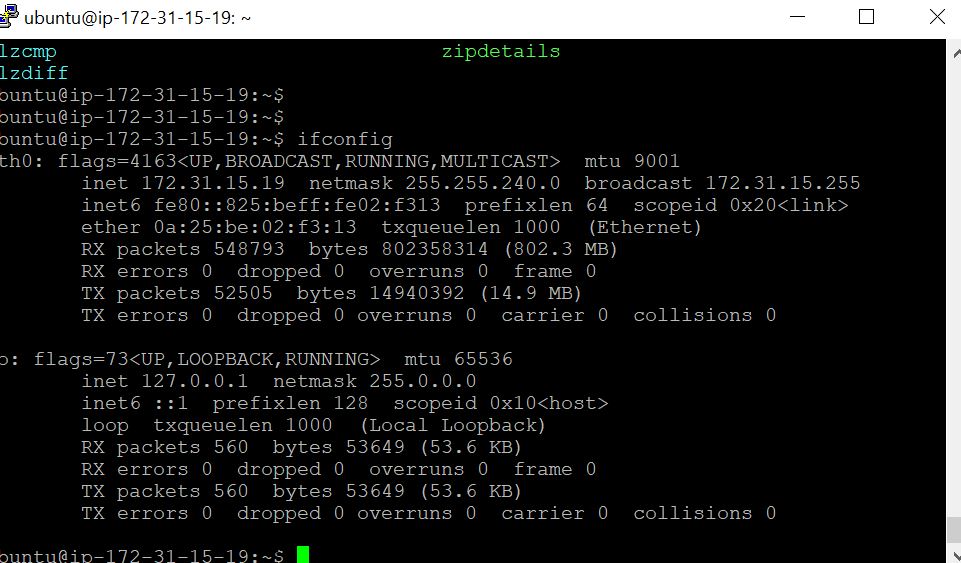 ubuntu@ip-172-31-15-19: ~
lzcmp zipdetails
lzdiff
buntu@ip-172-31-15-19:~$
buntu@ip-172-31-15-19:~$
buntu@ip-172-31-15-19:~$ ifconfig
th0: flags=4163<UP,BROADCAST,RUNNING,MULTICAST>  mtu 9001
inet 172.31.15.19  netmask 255.255.240.0  broadcast 172.31.15.255
inet6 fe80::825:beff:fe02:f313  prefixlen 64  scopeid 0x20<link>
ether 0a:25:be:02:f3:13  txqueuelen 1000  (Ethernet)
RX packets 548793  bytes 802358314 (802.3 MB)
RX errors 0  dropped 0  overruns 0  frame 0
TX packets 52505  bytes 14940392 (14.9 MB)
TX errors 0  dropped 0 overruns 0  carrier 0  collisions 0
o: flags=73<UP,LOOPBACK,RUNNING>  mtu 65536
inet 127.0.0.1  netmask 255.0.0.0
inet6 ::1  prefixlen 128  scopeid 0x10<host>
loop  txqueuelen 1000  (Local Loopback)
RX packets 560  bytes 53649 (53.6 KB)
RX errors 0  dropped 0  overruns 0  frame 0
TX packets 560  bytes 53649 (53.6 KB)
TX errors 0  dropped 0 overruns 0  carrier 0  collisions 0
buntu@ip-172-31-15-19:~$